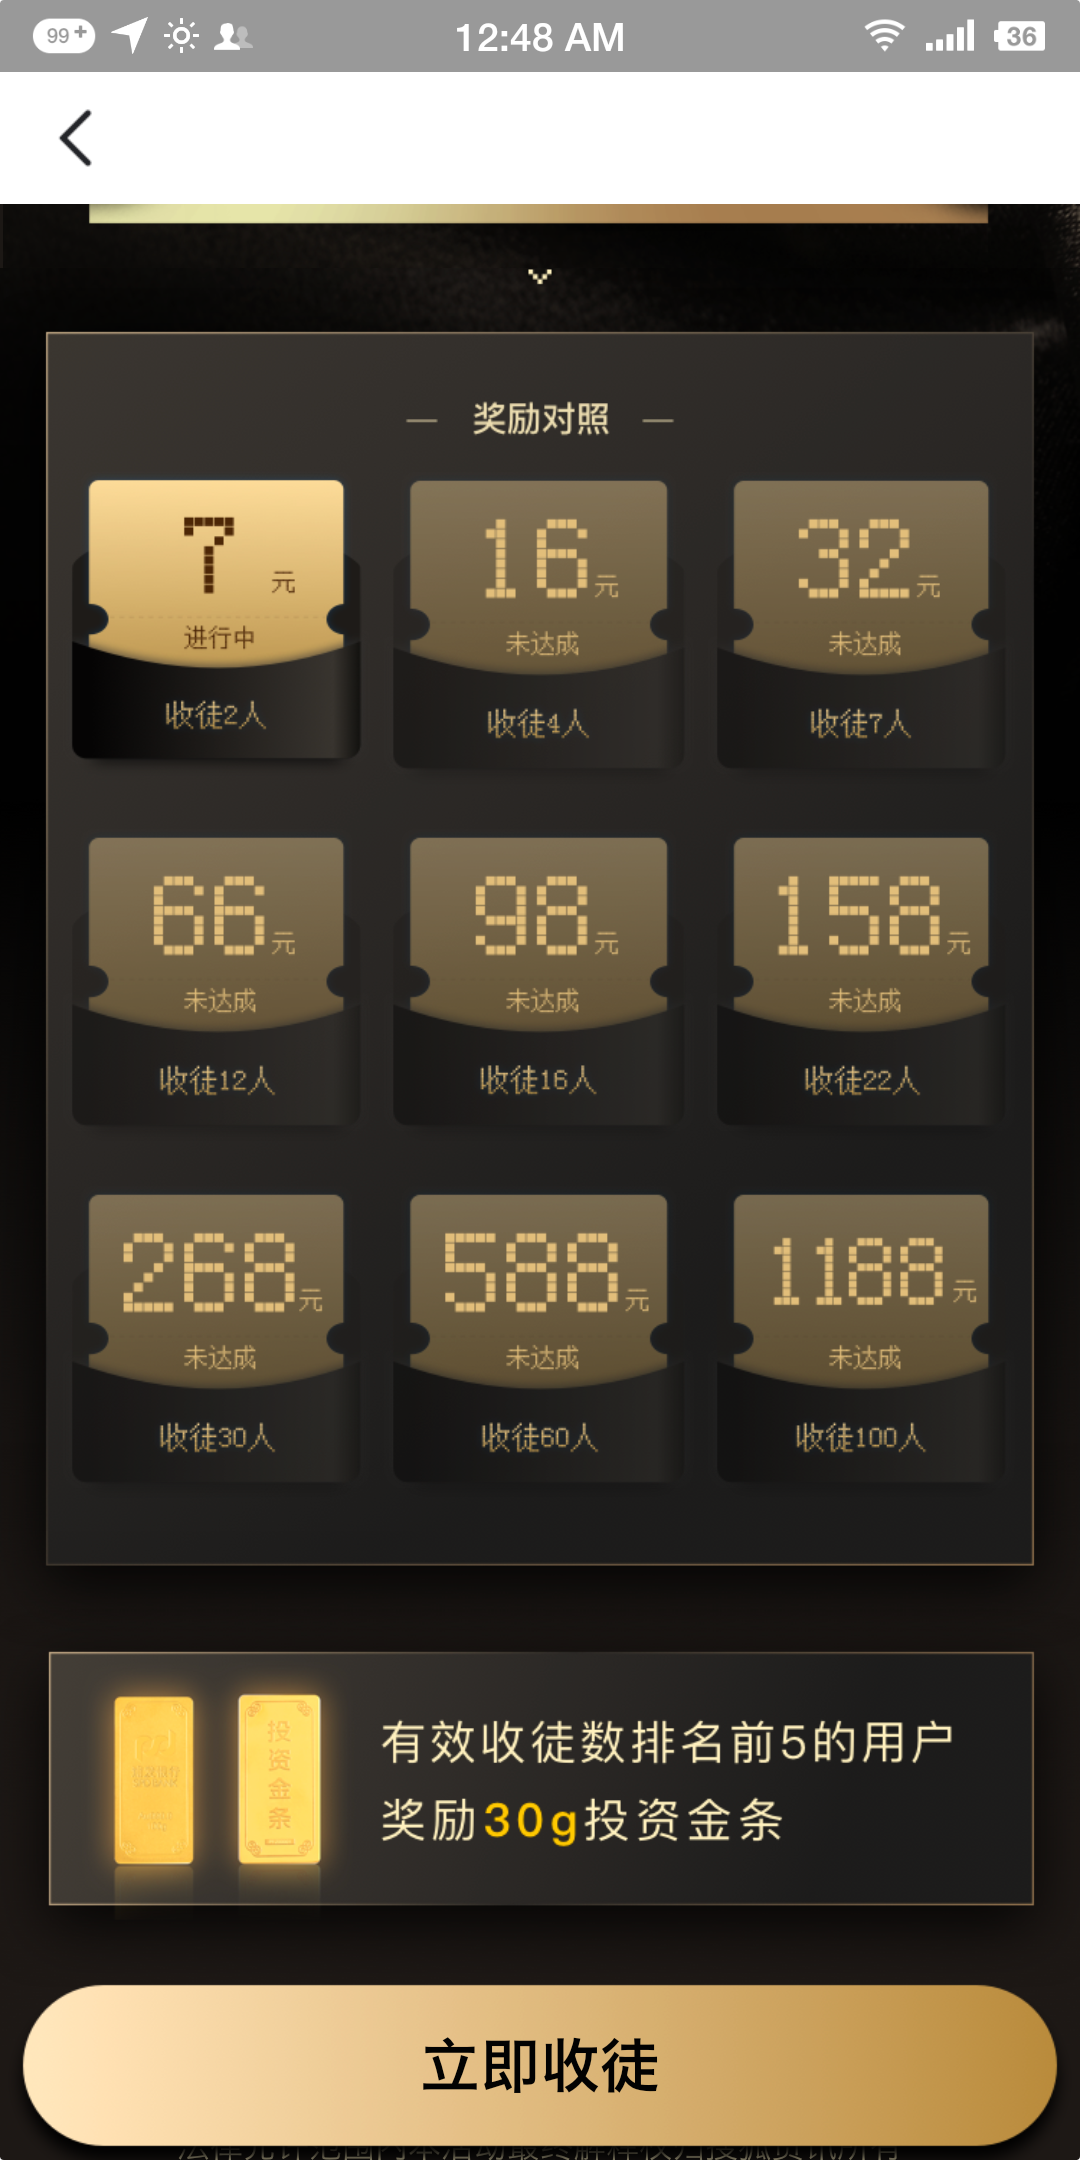 99+ 12:48 AM 36
奖励对照
7元 16元 32元
进行中 未达成 未达成
收徒2人 收徒4人 收徒7人
66元 98元 158元
未达成 未达成 未达成
收徒12人 收徒16人 收徒22人
268元 588元 1188元
未达成 未达成 未达成
收徒30人 收徒60人 收徒100人
投资金条
有效收徒数排名前5的用户
奖励30g投资金条
立即收徒